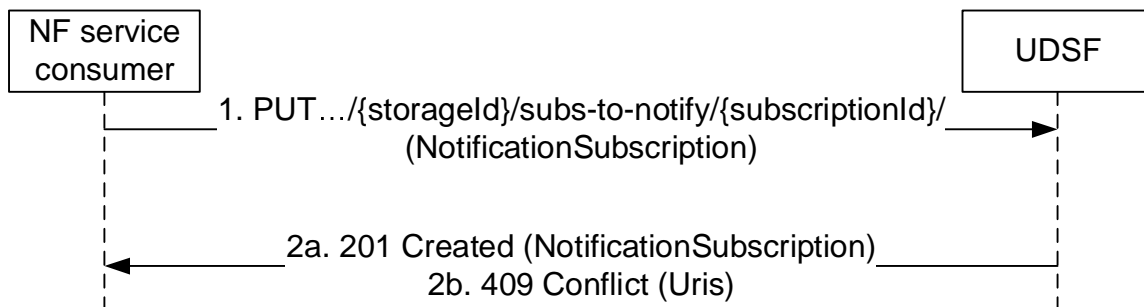 NF service
consumer
UDSF
1. PUT…/{storageId}/subs-to-notify/{subscriptionId}/
(NotificationSubscription)
2a. 201 Created (NotificationSubscription)
2b. 409 Conflict (Uris)